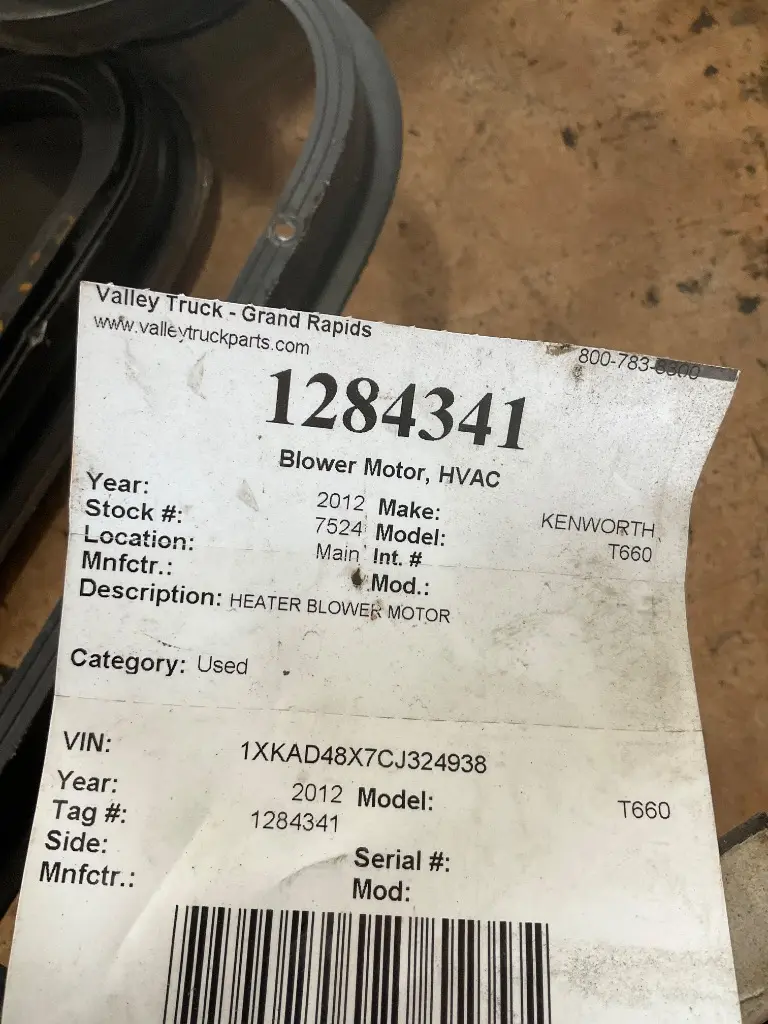 Valley Truck - Grand Rapids
www.valleytruckparts.com 800-783-
1284341
Blower Motor, HVAC
Year: 2012 Make: KENWORTH
Stock #: 7524 Model: T660
Location: Main Int. #
Mnfctr.: Mod.:
Description: HEATER BLOWER MOTOR
Category: Used
VIN: 1XKAD48X7CJ324938
Year: 2012 Model: T660
Tag #: 1284341
Side: Serial #:
Mnfctr.: Mod: